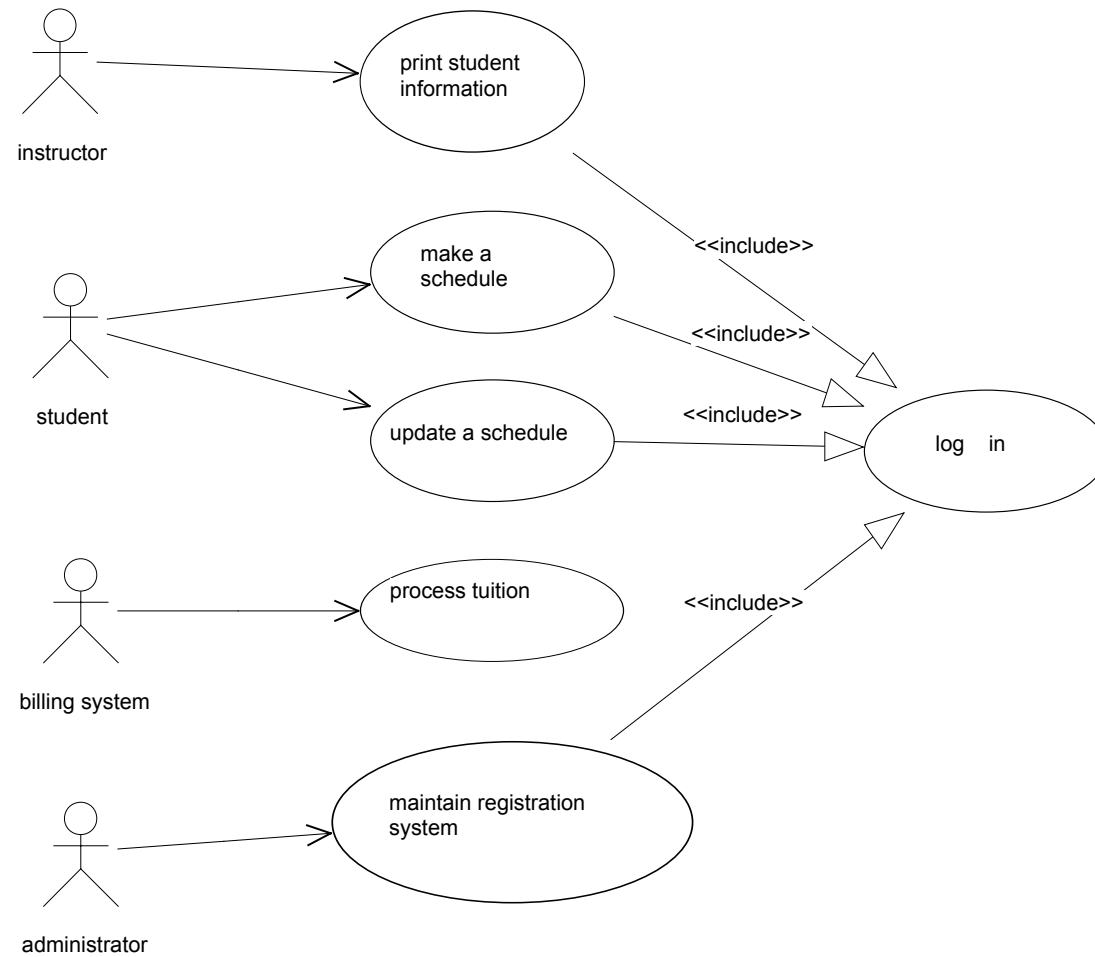 print student
information
instructor
<<include>>
make a
schedule
<<include>>
student
update a schedule
<<include>>
log in
process tuition
<<include>>
billing system
maintain registration
system
administrator